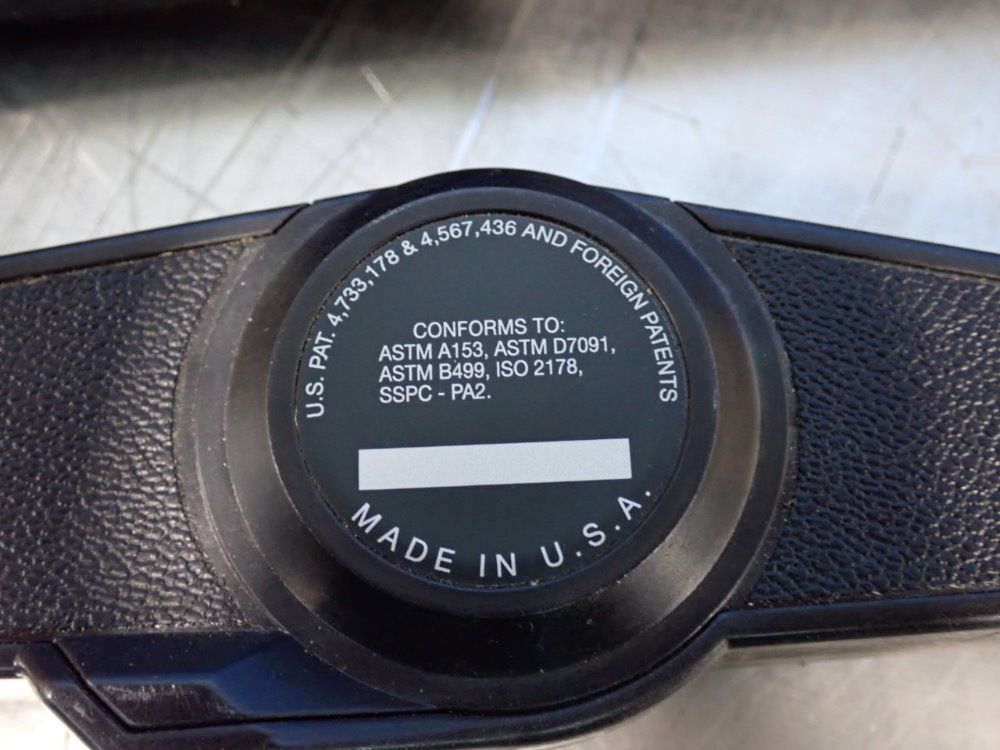 U.S. PAT. 4,733,178 & 4,567,436 AND FOREIGN PATENTS
CONFORMS TO:
ASTM A153, ASTM D7091,
ASTM B499, ISO 2178,
SSPC - PA2.
MADE IN U.S.A.